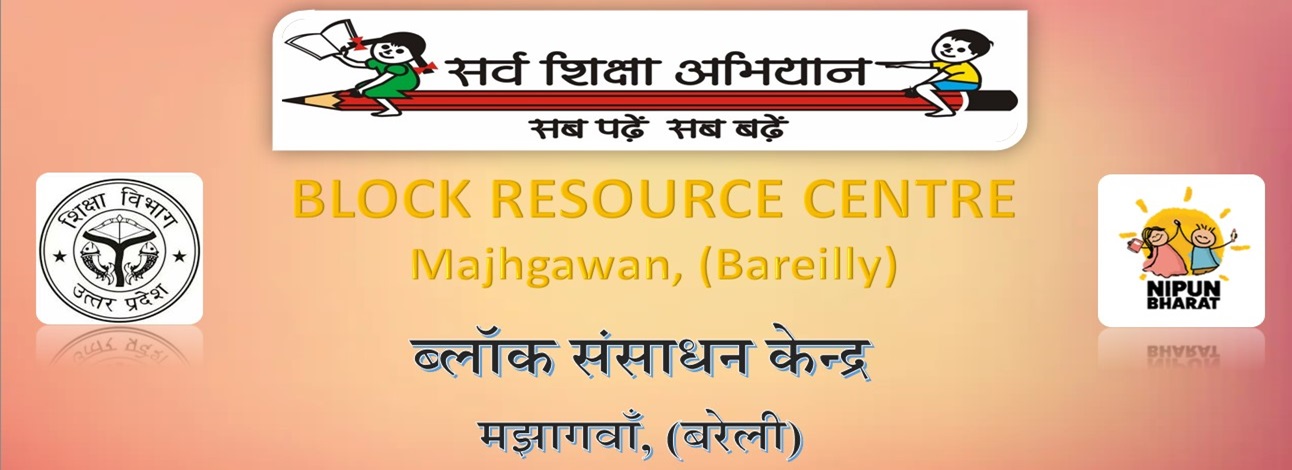 सर्व शिक्षा अभियान
सब पढ़ें सब बढ़ें
BLOCK RESOURCE CENTRE
Majhgawan, (Bareilly)
शिक्षा विभाग
उत्तर प्रदेश
NIPUN
BHARAT
ब्लॉक संसाधन केन्द्र
मझागवाँ, (बरेली)